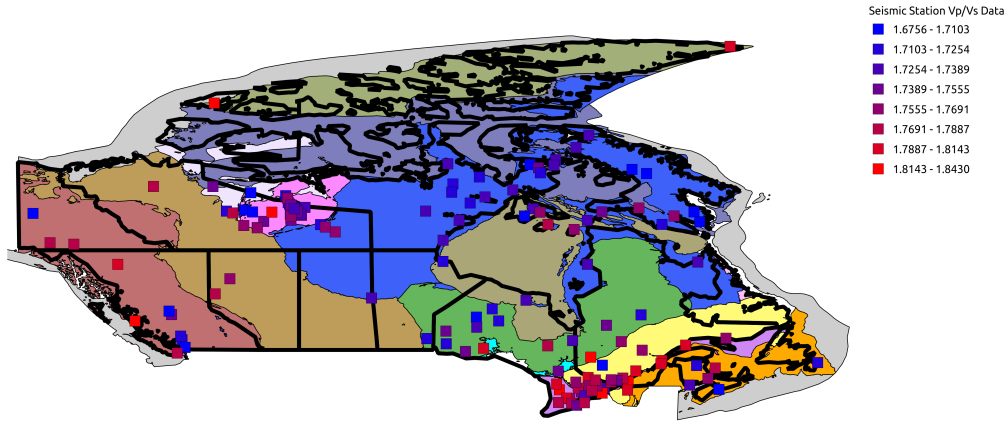 Seismic Station Vp/Vs Data
1.6756 - 1.7103
1.7103 - 1.7254
1.7254 - 1.7389
1.7389 - 1.7555
1.7555 - 1.7691
1.7691 - 1.7887
1.7887 - 1.8143
1.8143 - 1.8430